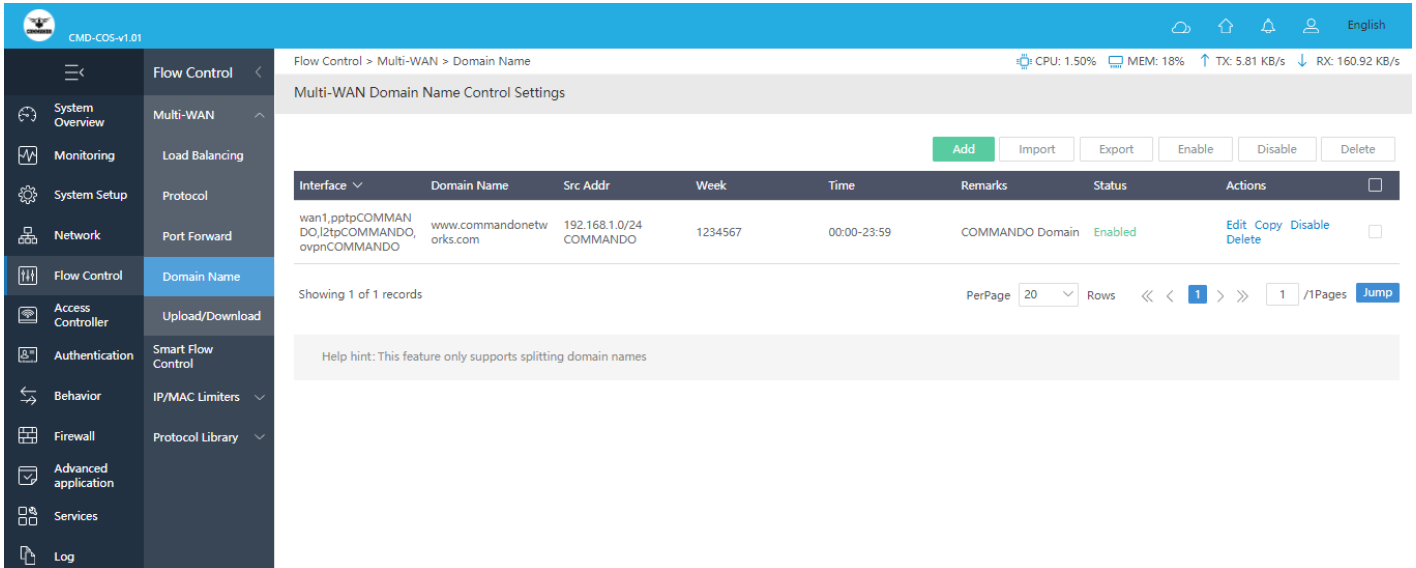 CMD-COS-v1.01
English
Flow Control
Flow Control > Multi-WAN > Domain Name
CPU: 1.50%
MEM: 18%
TX: 5.81 KB/s
RX: 160.92 KB/s
Multi-WAN Domain Name Control Settings
System
Overview
Monitoring
System Setup
Network
Flow Control
Access
Controller
Authentication
Behavior
Firewall
Advanced
application
Services
Log
Multi-WAN
Load Balancing
Protocol
Port Forward
Domain Name
Upload/Download
Smart Flow
Control
IP/MAC Limiters
Protocol Library
Add Import Export Enable Disable Delete
Interface Domain Name Src Addr Week Time Remarks Status Actions
wan1,pptpCOMMAN
DO,l2tpCOMMANDO,
ovpnCOMMANDO
www.commandonetw
orks.com
192.168.1.0/24
COMMANDO
1234567
00:00-23:59
COMMANDO Domain
Enabled
Edit Copy Disable
Delete
Showing 1 of 1 records
PerPage 20 Rows « < 1 > » 1 /1Pages Jump
Help hint: This feature only supports splitting domain names